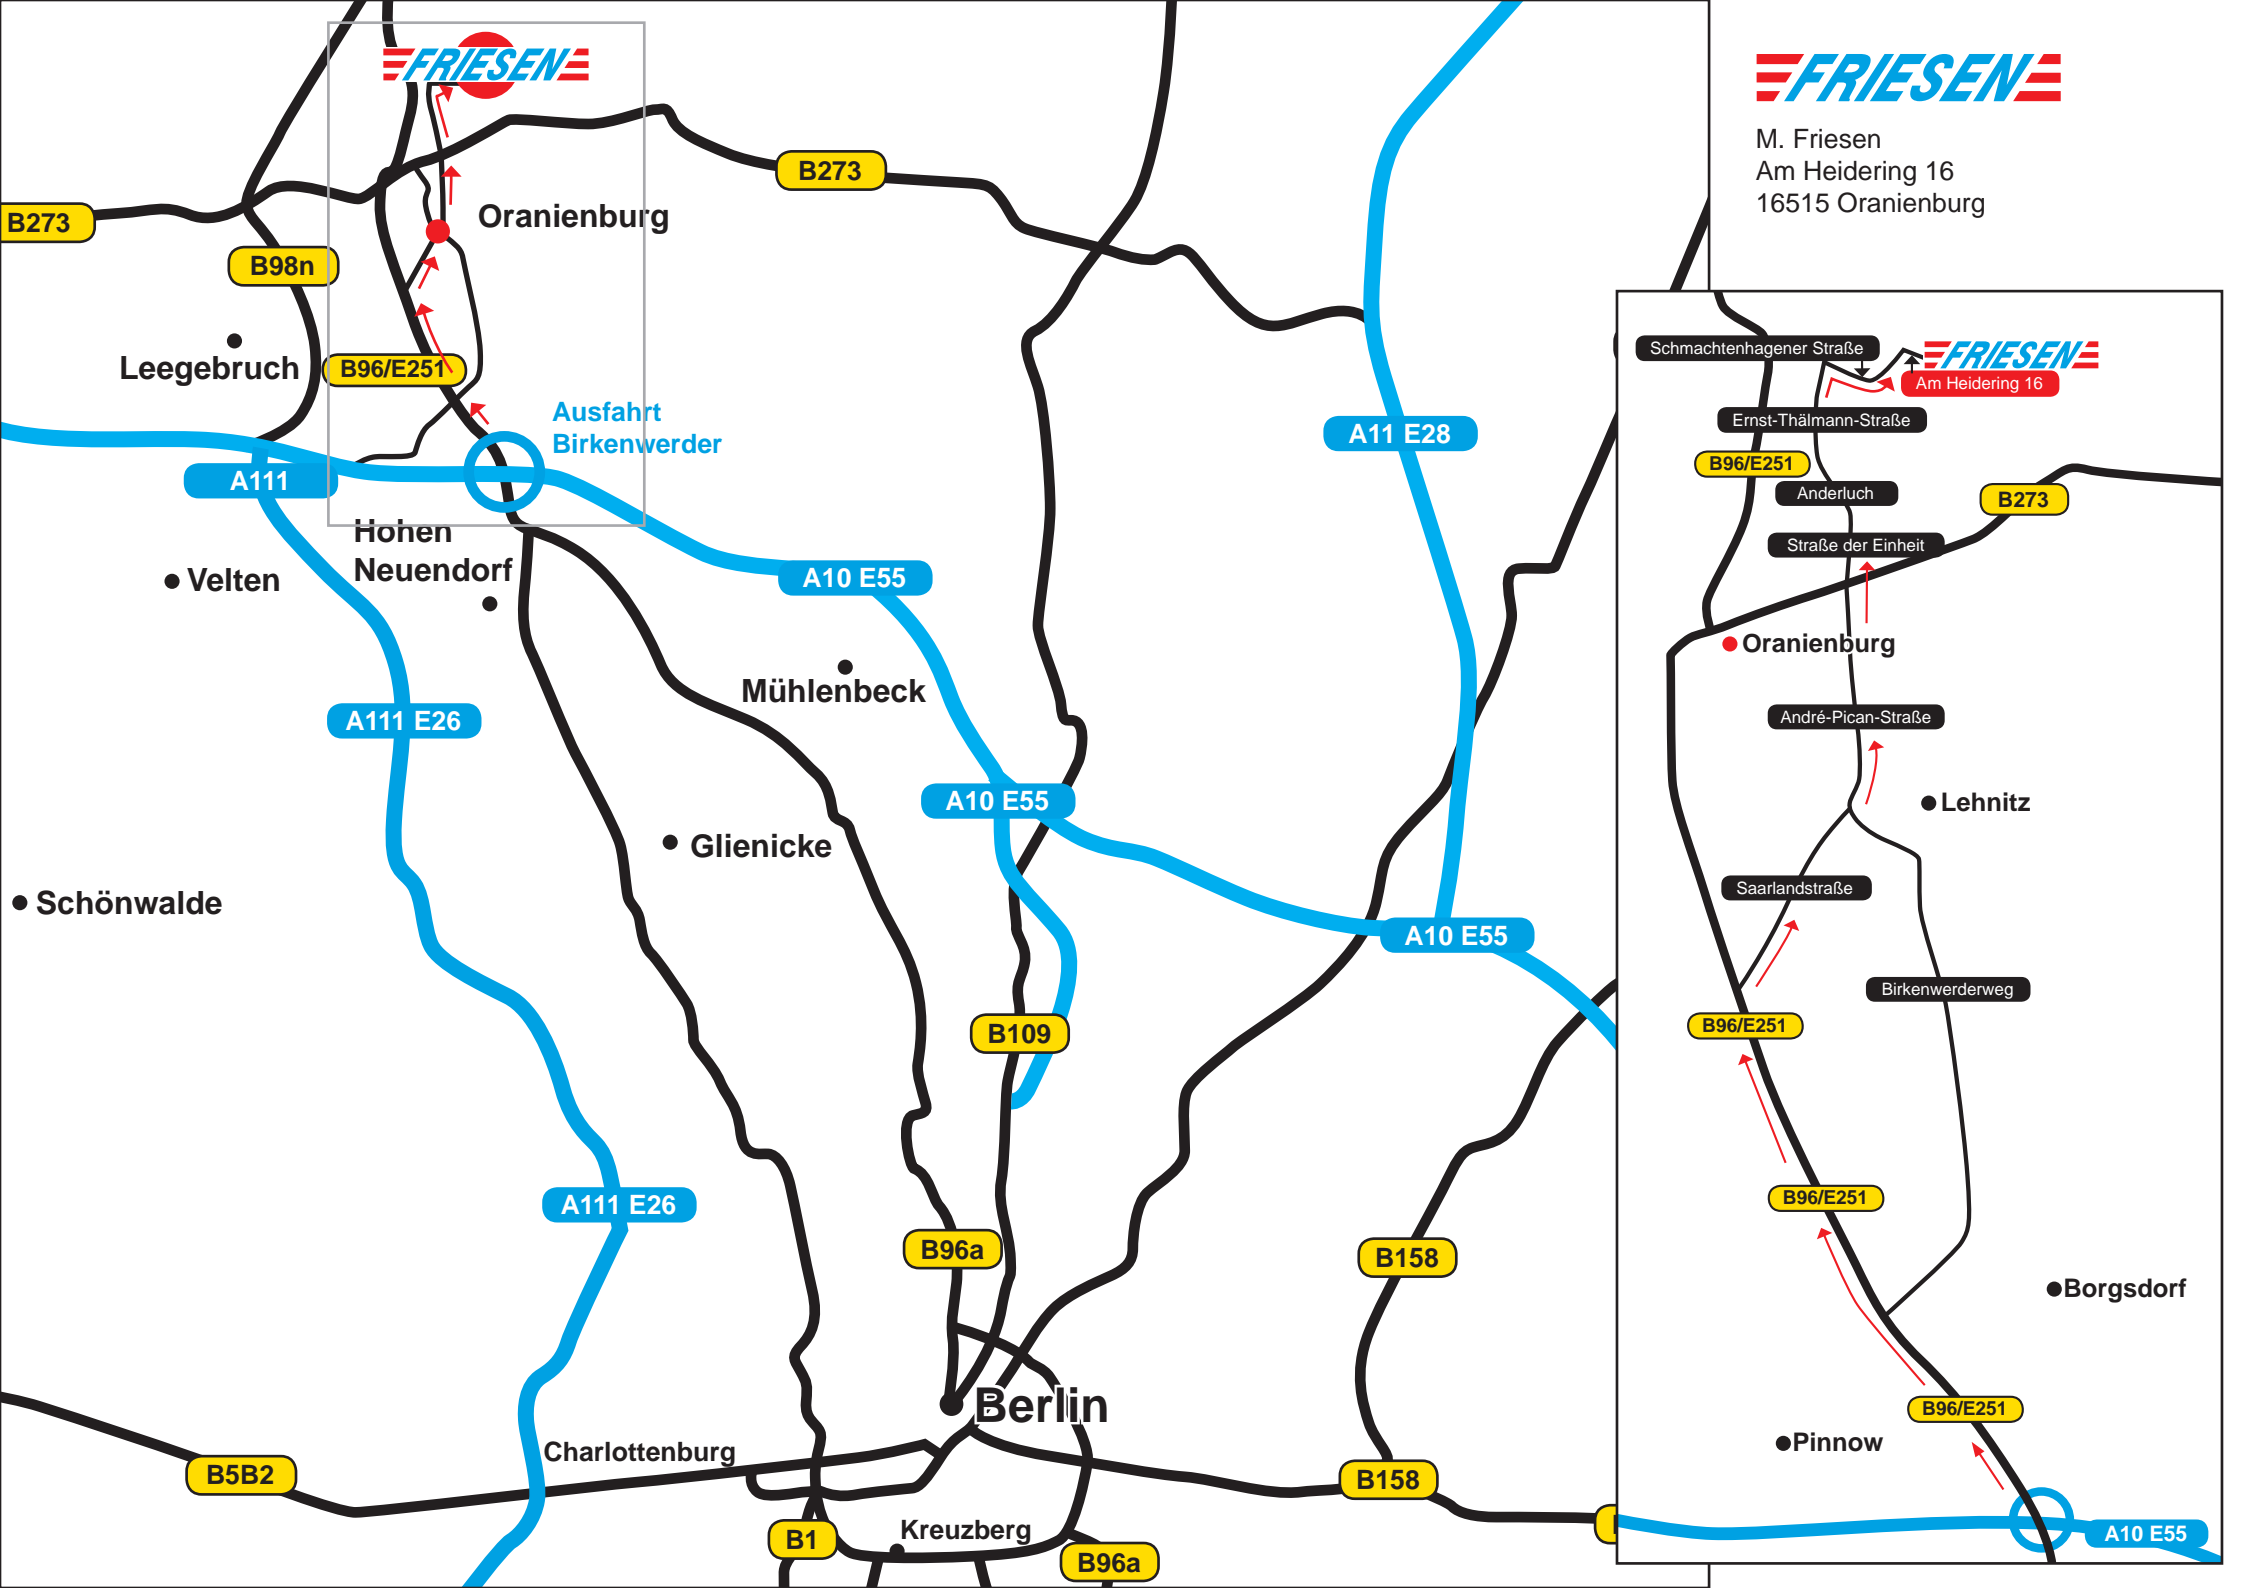 FRIESEN
B273
B273
Oranienburg
B98n
Leegebruch
B96/E251
Ausfahrt
Birkenwerder
A11 E28
A111
Hohen
Neuendorf
Velten
A10 E55
Mühlenbeck
A111 E26
A10 E55
Glienicke
Schönwalde
A10 E55
B109
A111 E26
B96a
B158
Berlin
Charlottenburg
B5B2
B158
B1
Kreuzberg
B96a
FRIESEN
M. Friesen
Am Heidering 16
16515 Oranienburg
Schmachtenhagener Straße
FRIESEN
Am Heidering 16
Ernst-Thälmann-Straße
B96/E251
Anderluch
B273
Straße der Einheit
Oranienburg
André-Pican-Straße
Lehnitz
Saarlandstraße
Birkenwerderweg
B96/E251
B96/E251
Borgsdorf
B96/E251
Pinnow
A10 E55